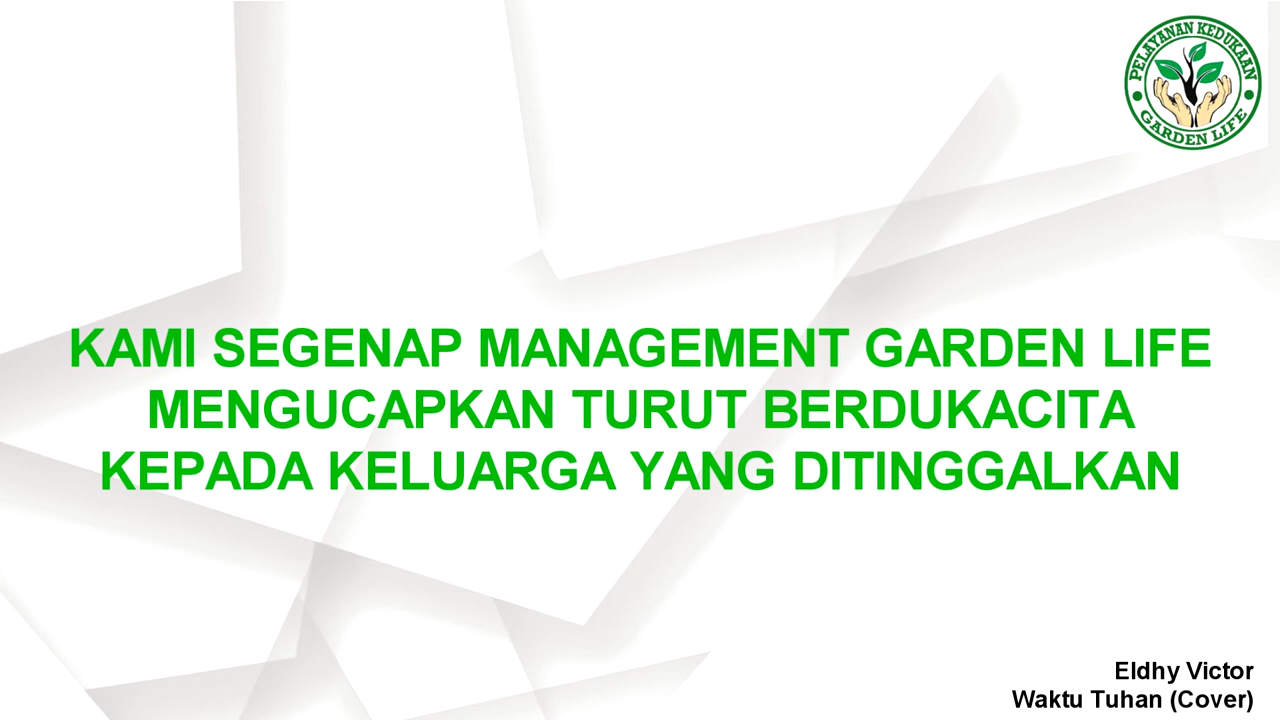 PELAYANAN KEDUKAAN
GARDEN LIFE
KAMI SEGENAP MANAGEMENT GARDEN LIFE
MENGUCAPKAN TURUT BERDUKACITA
KEPADA KELUARGA YANG DITINGGALKAN
Eldhy Victor
Waktu Tuhan (Cover)